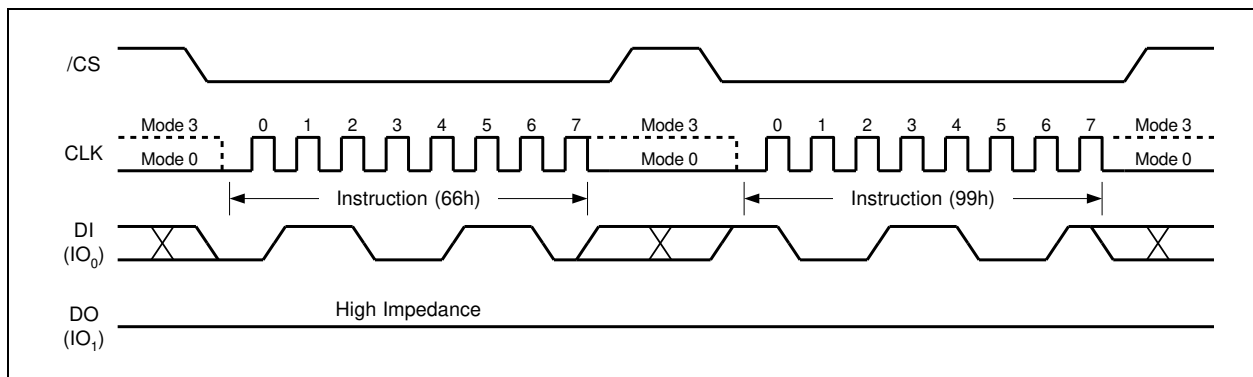 /CS
Mode 3 0 1 2 3 4 5 6 7 Mode 3 0 1 2 3 4 5 6 7 Mode 3
CLK Mode 0 Mode 0 Mode 0
Instruction (66h) Instruction (99h)
DI
(IO0)
DO High Impedance
(IO1)